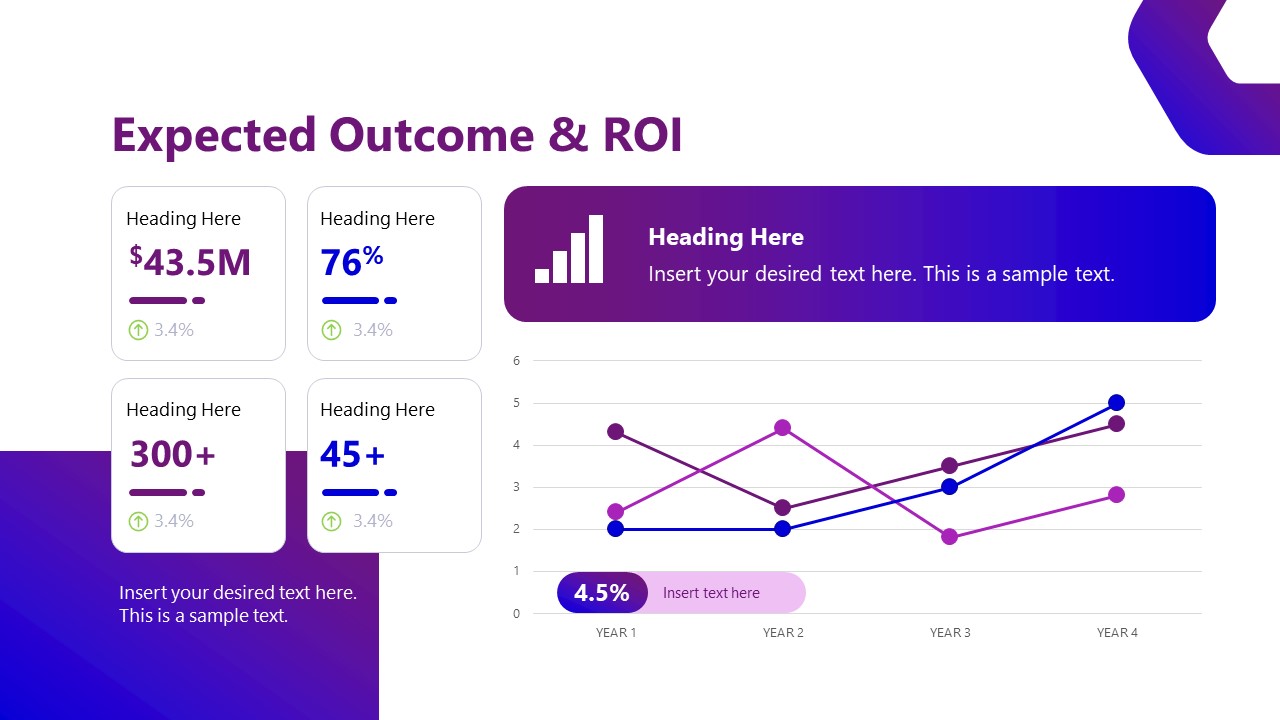 Expected Outcome & ROI
Heading Here
$43.5M
3.4%
Heading Here
76%
3.4%
Heading Here
300+
3.4%
Heading Here
45+
3.4%
Insert your desired text here.
This is a sample text.
Heading Here
Insert your desired text here. This is a sample text.
6
5
4
3
2
1
0
4.5%
Insert text here
YEAR 1
YEAR 2
YEAR 3
YEAR 4